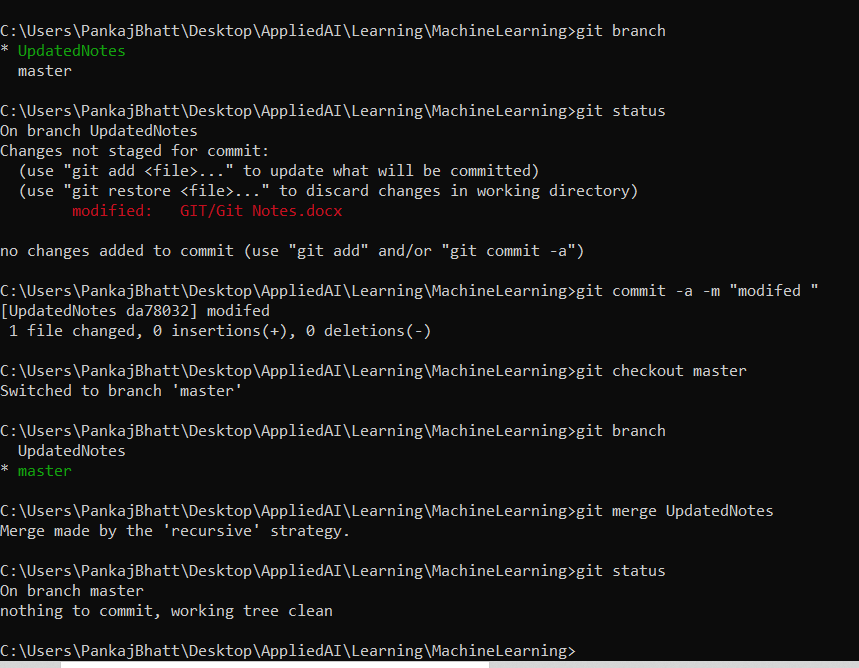 C:\Users\PankajBhatt\Desktop\AppliedAI\Learning\MachineLearning>git branch
* UpdatedNotes
  master
C:\Users\PankajBhatt\Desktop\AppliedAI\Learning\MachineLearning>git status
On branch UpdatedNotes
Changes not staged for commit:
  (use "git add <file>..." to update what will be committed)
  (use "git restore <file>..." to discard changes in working directory)
        modified:   GIT/Git Notes.docx
no changes added to commit (use "git add" and/or "git commit -a")
C:\Users\PankajBhatt\Desktop\AppliedAI\Learning\MachineLearning>git commit -a -m "modifed "
[UpdatedNotes da78032] modifed
 1 file changed, 0 insertions(+), 0 deletions(-)
C:\Users\PankajBhatt\Desktop\AppliedAI\Learning\MachineLearning>git checkout master
Switched to branch 'master'
C:\Users\PankajBhatt\Desktop\AppliedAI\Learning\MachineLearning>git branch
  UpdatedNotes
* master
C:\Users\PankajBhatt\Desktop\AppliedAI\Learning\MachineLearning>git merge UpdatedNotes
Merge made by the 'recursive' strategy.
C:\Users\PankajBhatt\Desktop\AppliedAI\Learning\MachineLearning>git status
On branch master
nothing to commit, working tree clean
C:\Users\PankajBhatt\Desktop\AppliedAI\Learning\MachineLearning>